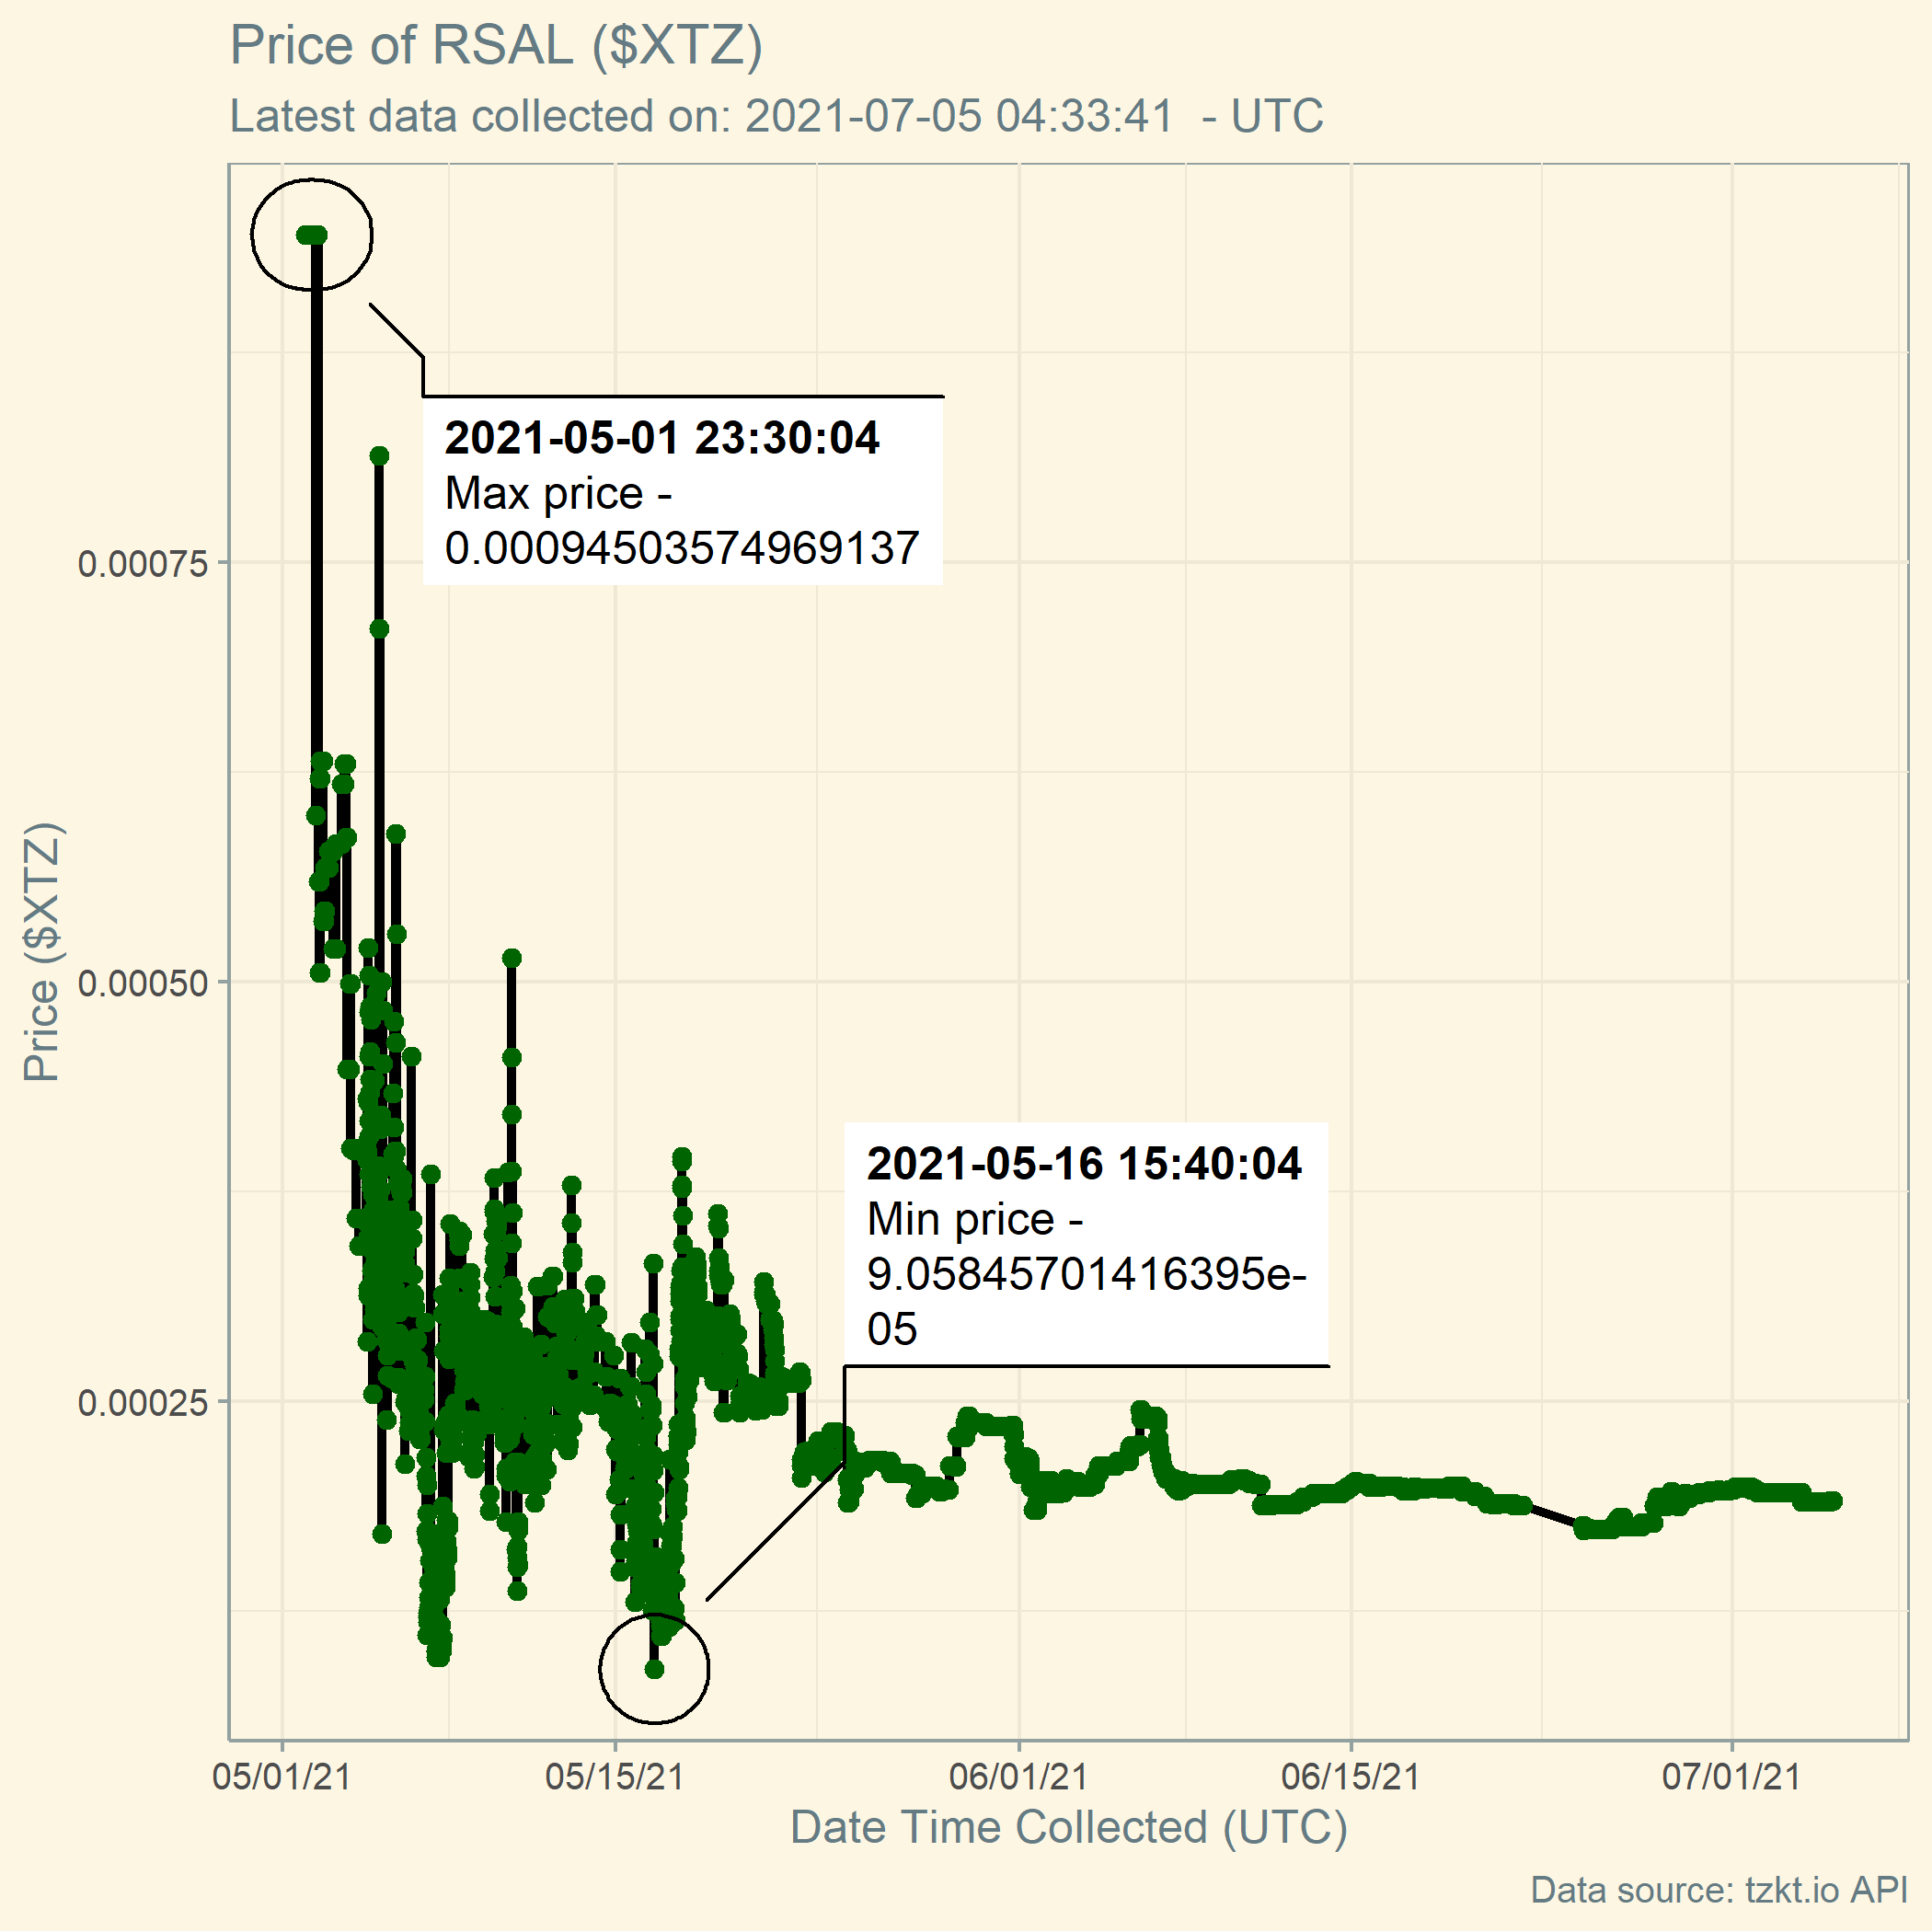 Price of RSAL ($XTZ)
Latest data collected on: 2021-07-05 04:33:41  - UTC
2021-05-01 23:30:04
Max price -
0.00094503574969137
0.00075
Price ($XTZ)
0.00050
2021-05-16 15:40:04
Min price -
9.05845701416395e-
05
0.00025
05/01/21
05/15/21
06/01/21
06/15/21
07/01/21
Date Time Collected (UTC)
Data source: tzkt.io API